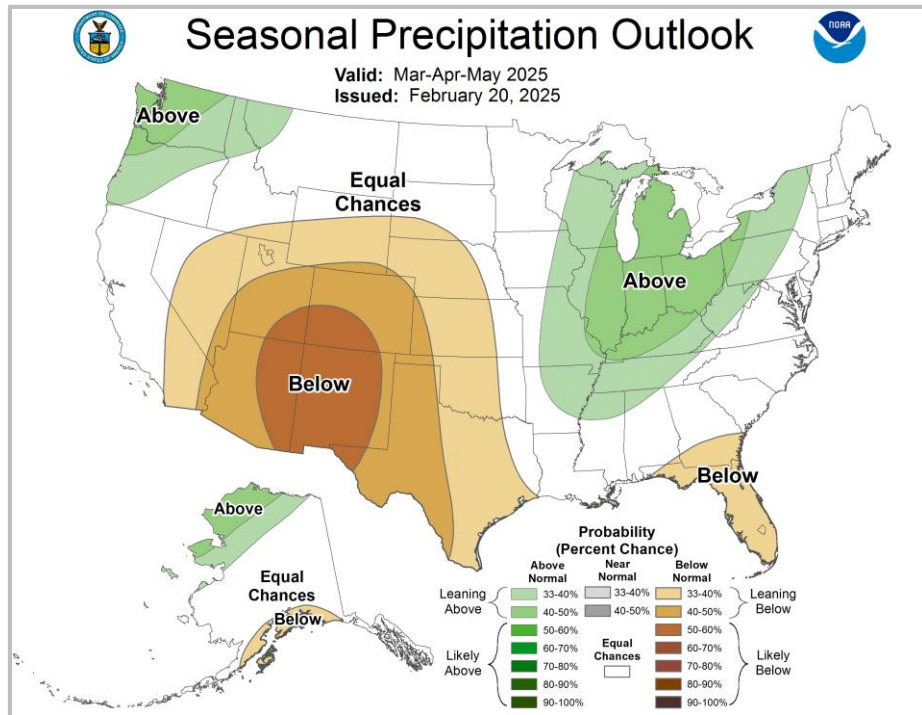 Seasonal Precipitation Outlook
NOAA
Valid: Mar-Apr-May 2025
Issued: February 20, 2025
Above
Equal
Chances
Above
Below
Below
Above
Equal
Chances
Below
Probability
(Percent Chance)
Above
Normal
Near
Normal
Below
Normal
Leaning
Above
33-40%
40-50%
33-40%
40-50%
33-40%
40-50%
Leaning
Below
Likely
Above
50-60%
60-70%
70-80%
80-90%
90-100%
Equal
Chances
50-60%
60-70%
70-80%
80-90%
90-100%
Likely
Below